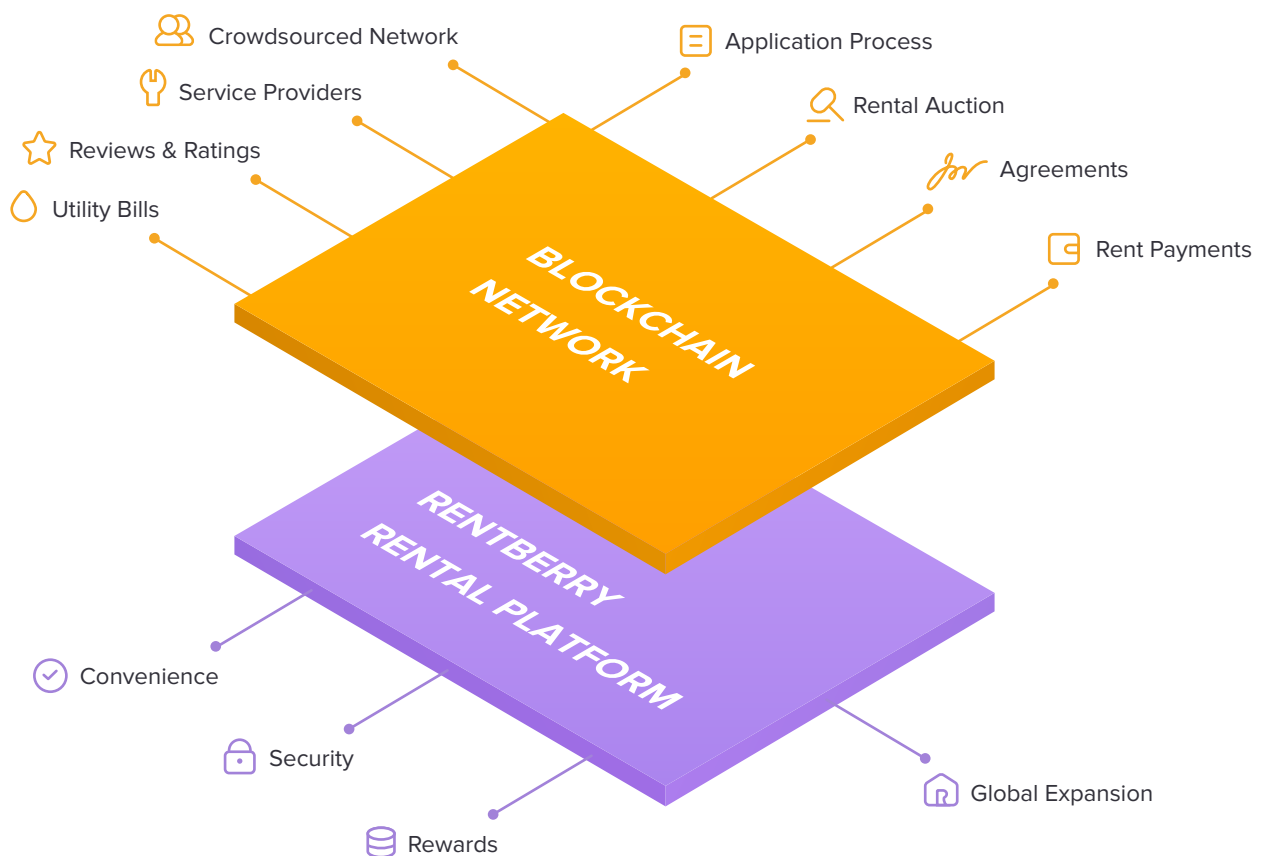 Crowdsourced Network
Application Process
Service Providers
Rental Auction
Reviews & Ratings
Agreements
Utility Bills
Rent Payments
BLOCKCHAIN
NETWORK
RENTBERRY
RENTAL PLATFORM
Convenience
Security
Global Expansion
Rewards